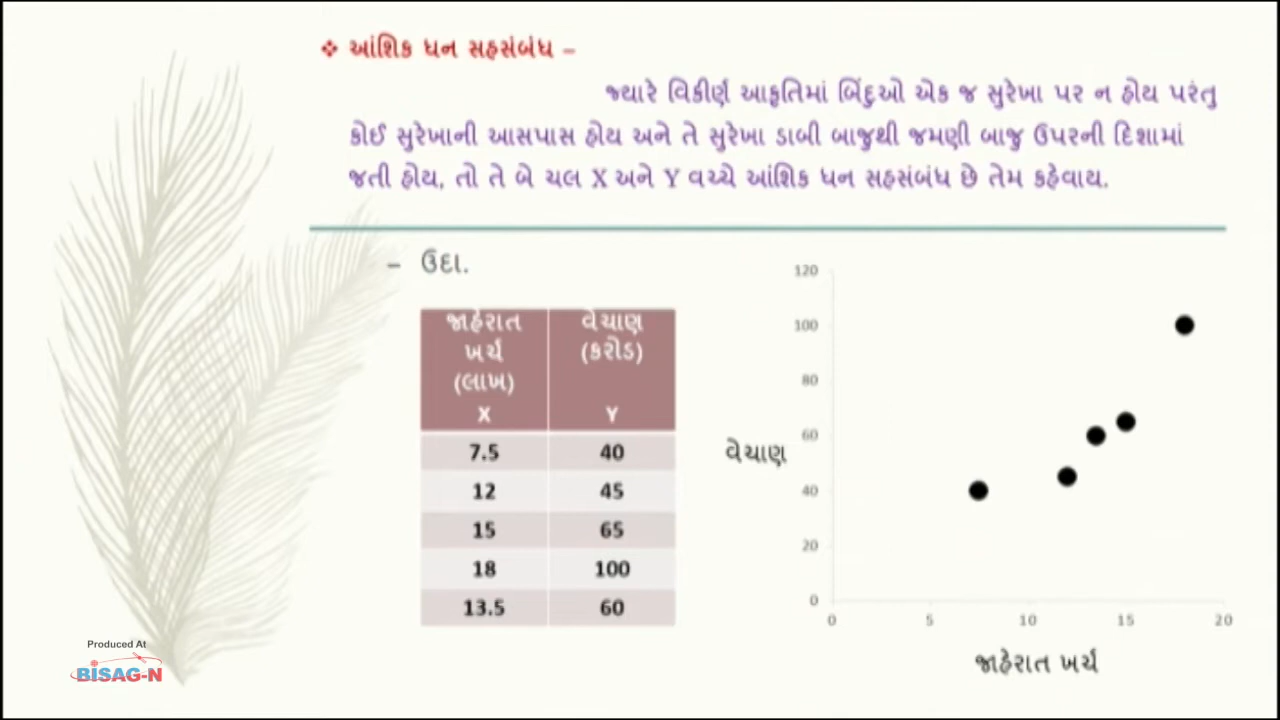 ❖ આંશિક ધન સહસંબંધ –
જ્યારે વિકીર્ણ આકૃતિમાં બિંદુઓ એક જ સુરેખા પર ન હોય પરંતુ
કોઈ સુરેખાની આસપાસ હોય અને તે સુરેખા ડાબી બાજુથી જમણી બાજુ ઉપરની દિશામાં
જતી હોય, તો તે બે ચલ X અને Y વચ્ચે આંશિક ધન સહસંબંધ છે તેમ કહેવાય.
– ઉદા.
જાહેરાત વેચાણ
ખર્ચ (કરોડ)
(લાખ)
X Y
7.5 40
12 45
15 65
18 100
13.5 60
120
100
80
60
40
20
0
વેચાણ
0 5 10 15 20
જાહેરાત ખર્ચ
Produced At
BISAG-N